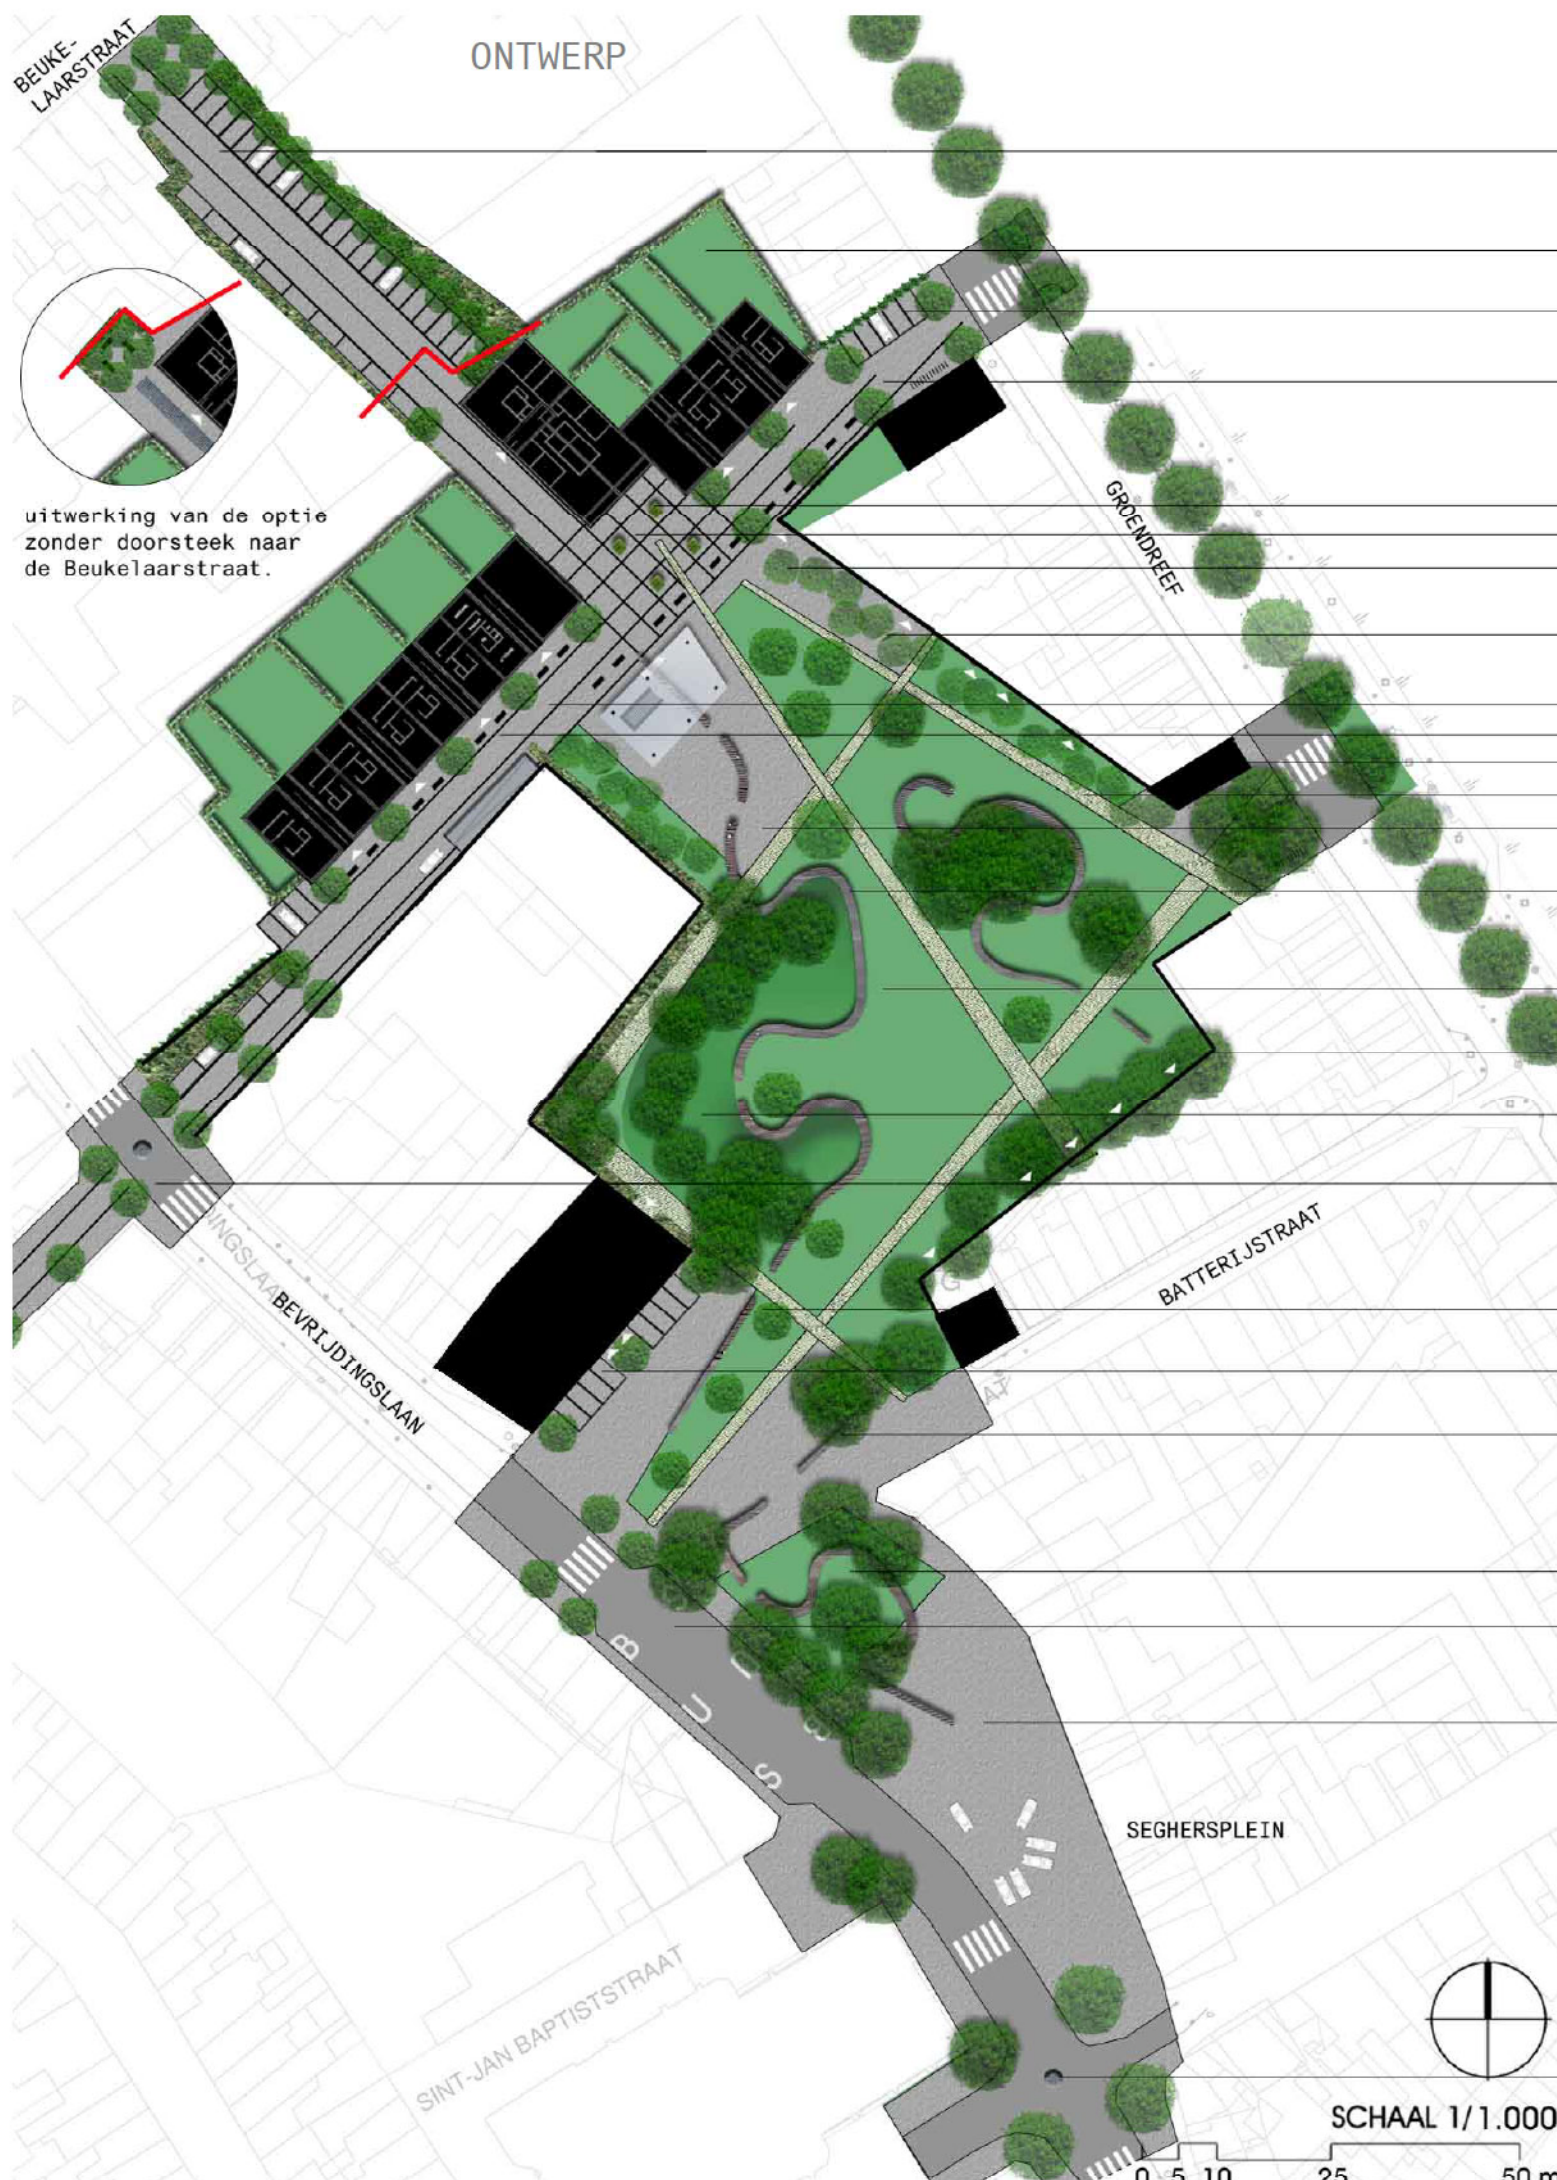 ONTWERP
BEUKE-
LAARSTRAAT
uitwerking van de optie
zonder doorsteek naar
de Beukelaarstraat.
GROENDREEF
BATTERIJSTRAAT
BEVRIJDINGSLAAN
BUS
SEGHERSPLEIN
SINT-JAN BAPTISTSTRAAT
SCHAAL 1/1.000
0 5 10 25 50 m